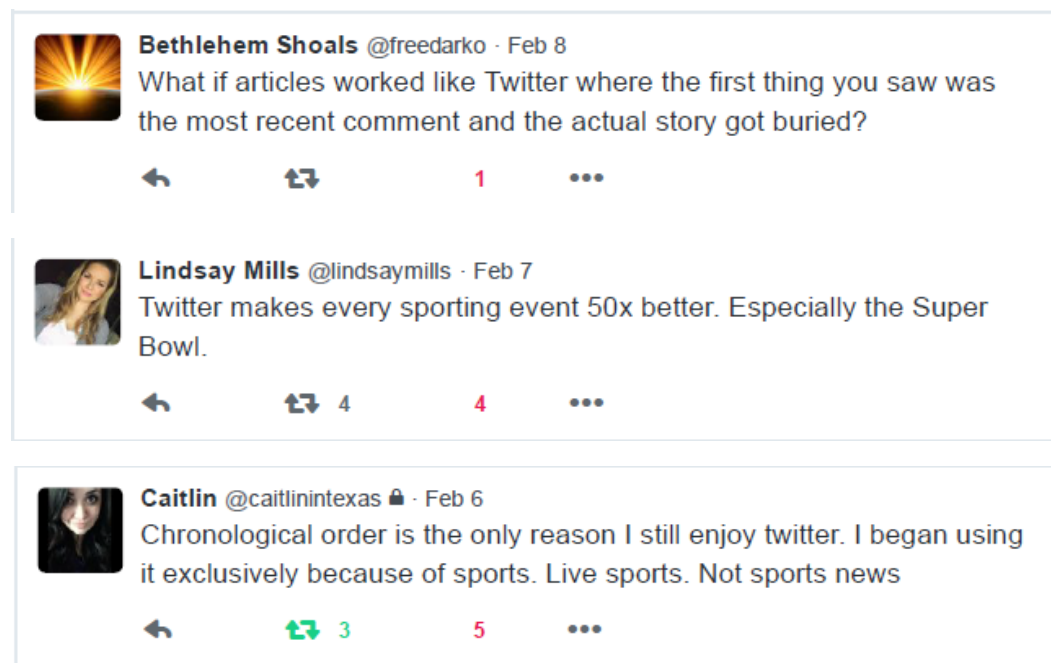 Bethlehem Shoals @freedarko · Feb 8
What if articles worked like Twitter where the first thing you saw was
the most recent comment and the actual story got buried?
1
Lindsay Mills @lindsaymills · Feb 7
Twitter makes every sporting event 50x better. Especially the Super
Bowl.
4 4
Caitlin @caitlinintexas · Feb 6
Chronological order is the only reason I still enjoy twitter. I began using
it exclusively because of sports. Live sports. Not sports news
3 5